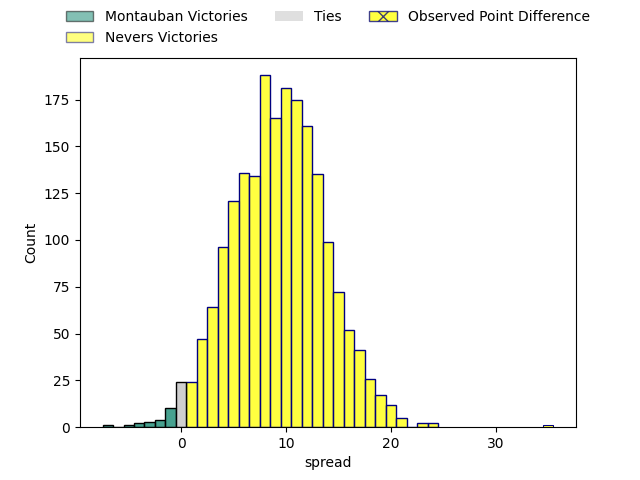 Montauban Victories
Ties
Observed Point Difference
Nevers Victories
175
150
125
100
75
50
25
0
Count
0
10
20
30
spread